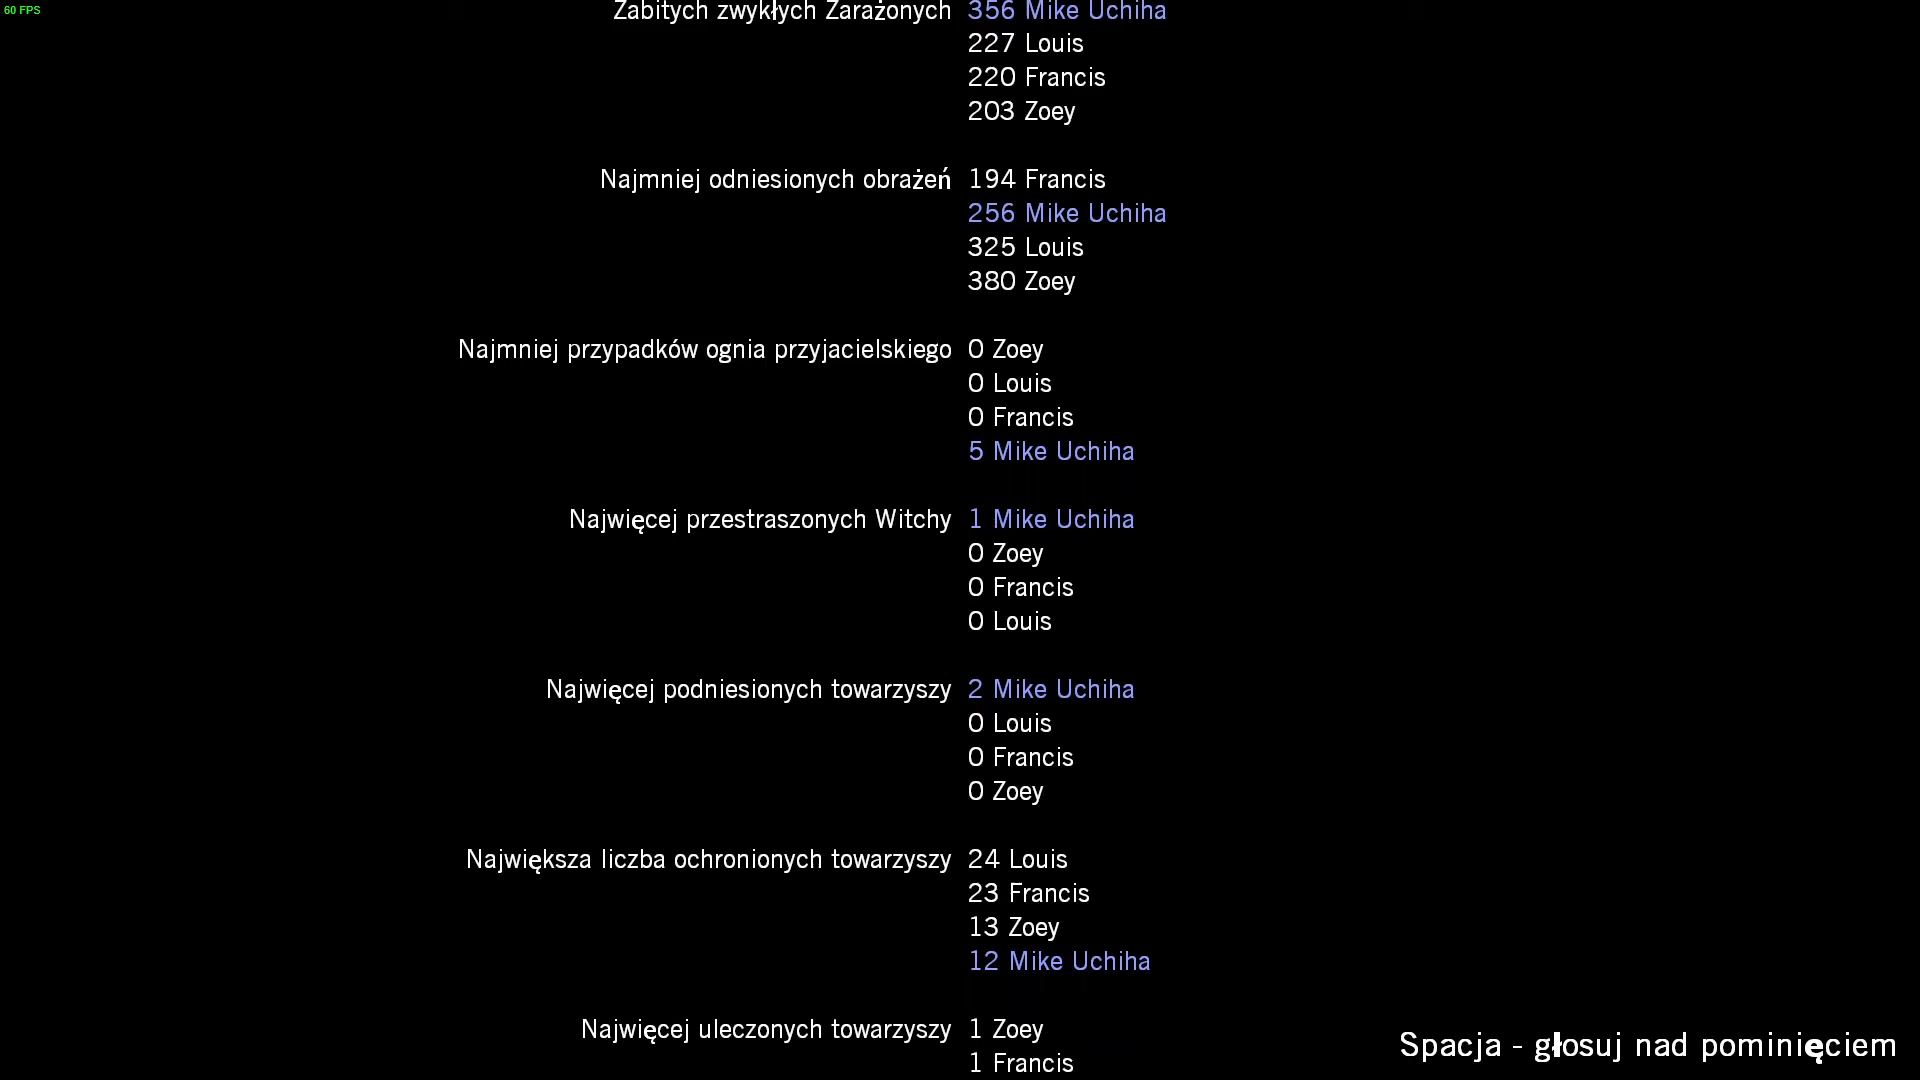 60 FPS
Zabitych zwykłych Zarażonych 356 Mike Uchiha
227 Louis
220 Francis
203 Zoey
Najmniej odniesionych obrażeń 194 Francis
256 Mike Uchiha
325 Louis
380 Zoey
Najmniej przypadków ognia przyjacielskiego 0 Zoey
0 Louis
0 Francis
5 Mike Uchiha
Najwięcej przestraszonych Witchy 1 Mike Uchiha
0 Zoey
0 Francis
0 Louis
Najwięcej podniesionych towarzyszy 2 Mike Uchiha
0 Louis
0 Francis
0 Zoey
Największa liczba ochronionych towarzyszy 24 Louis
23 Francis
13 Zoey
12 Mike Uchiha
Najwięcej uleczonych towarzyszy 1 Zoey
1 Francis
Spacja - głosuj nad pominięciem